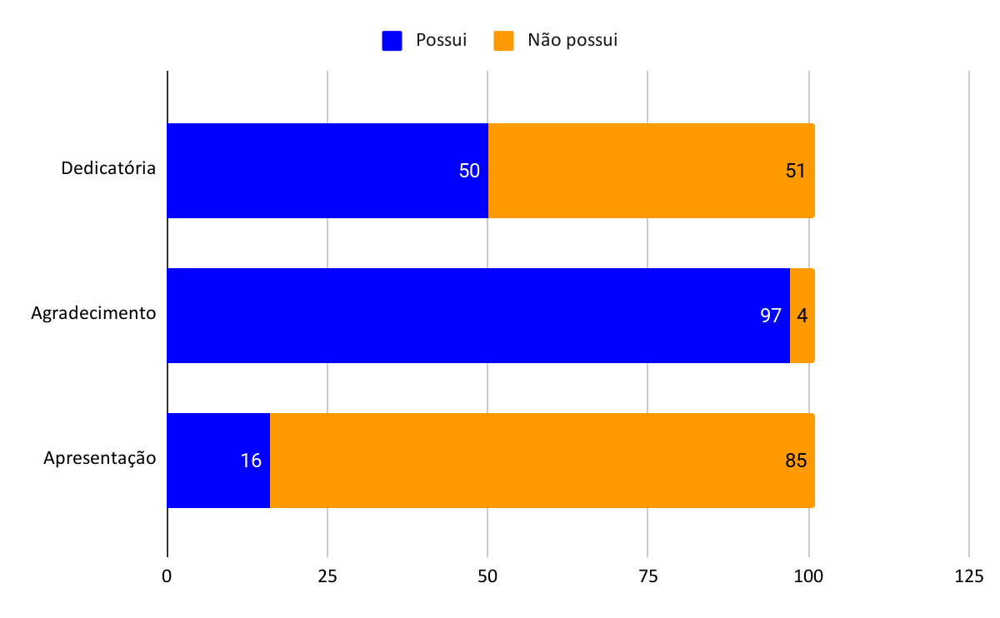 Possui Não possui
Dedicatória 50 51
Agradecimento 97 4
Apresentação 16 85
0 25 50 75 100 125